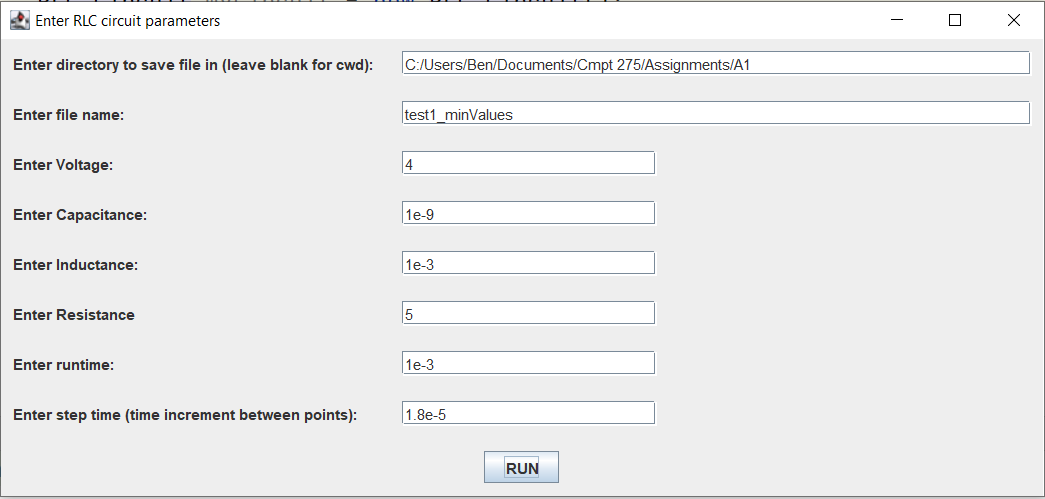 Enter RLC circuit parameters
Enter directory to save file in (leave blank for cwd): C:/Users/Ben/Documents/Cmpt 275/Assignments/A1
Enter file name: test1_minValues
Enter Voltage: 4
Enter Capacitance: 1e-9
Enter Inductance: 1e-3
Enter Resistance 5
Enter runtime: 1e-3
Enter step time (time increment between points): 1.8e-5
RUN